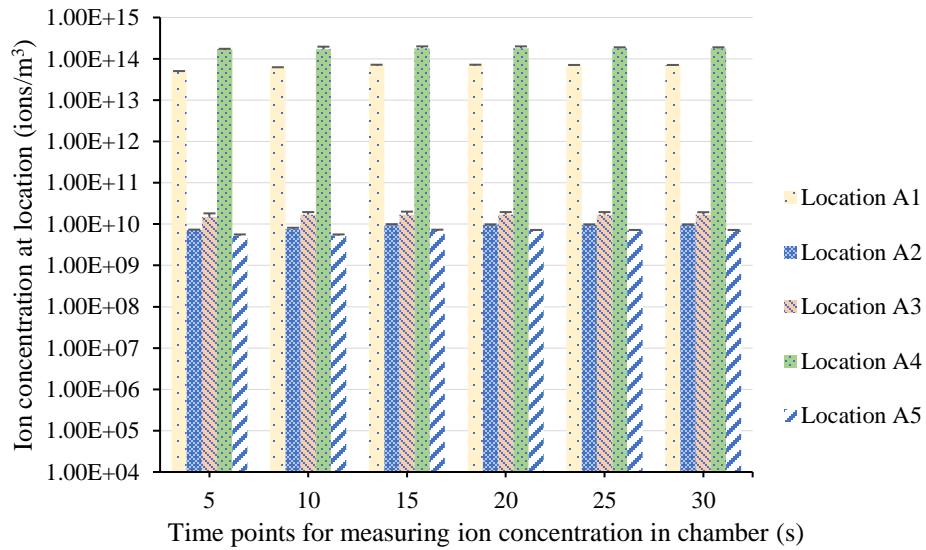 Ion concentration at location (ions/m³)
1.00E+15
1.00E+14
1.00E+13
1.00E+12
1.00E+11
1.00E+10
1.00E+09
1.00E+08
1.00E+07
1.00E+06
1.00E+05
1.00E+04
5 10 15 20 25 30
Time points for measuring ion concentration in chamber (s)
Location A1
Location A2
Location A3
Location A4
Location A5